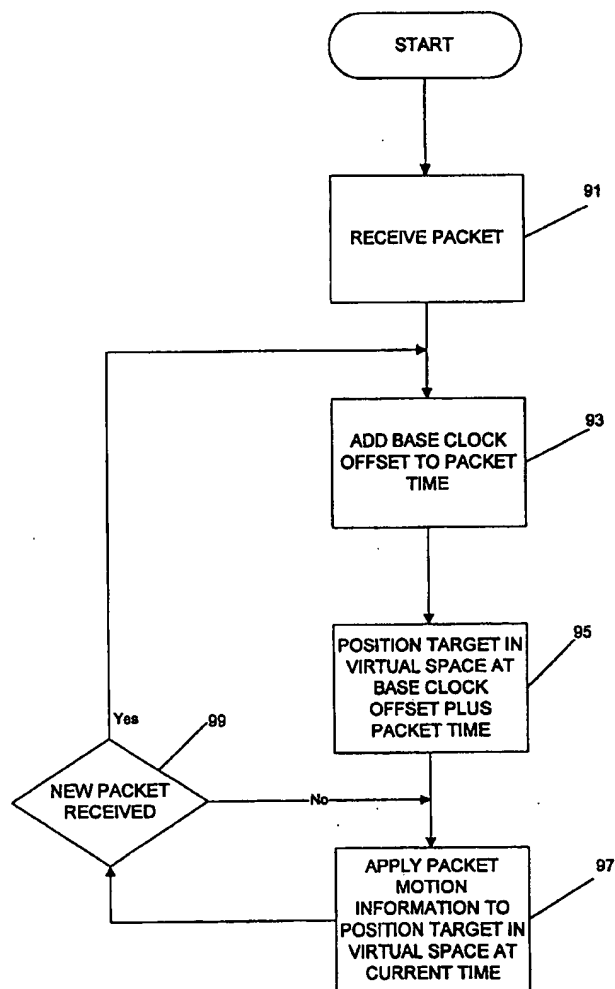 START
91
RECEIVE PACKET
93
ADD BASE CLOCK
OFFSET TO PACKET
TIME
95
POSITION TARGET IN
VIRTUAL SPACE AT
BASE CLOCK
OFFSET PLUS
PACKET TIME
Yes
99
NEW PACKET
RECEIVED
No
97
APPLY PACKET
MOTION
INFORMATION TO
POSITION TARGET IN
VIRTUAL SPACE AT
CURRENT TIME